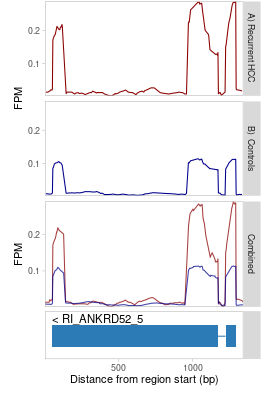 0.2
0.1
A) Recurrent HCC
FPM
0.2
0.1
B) Controls
0.2
0.1
FPM
Combined
< RI_ANKRD52_5
500
1000
Distance from region start (bp)